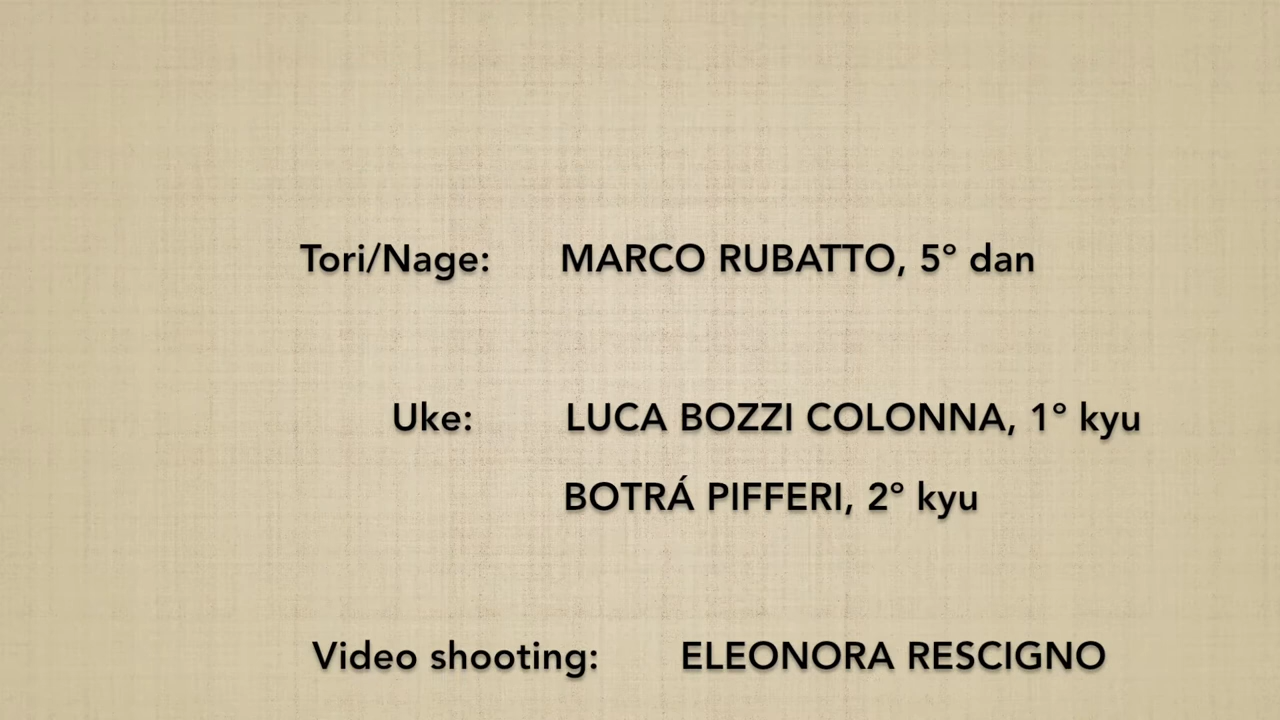 Tori/Nage: MARCO RUBATTO, 5° dan
Uke: LUCA BOZZI COLONNA, 1° kyu
BOTRÁ PIFFERI, 2° kyu
Video shooting: ELEONORA RESCIGNO